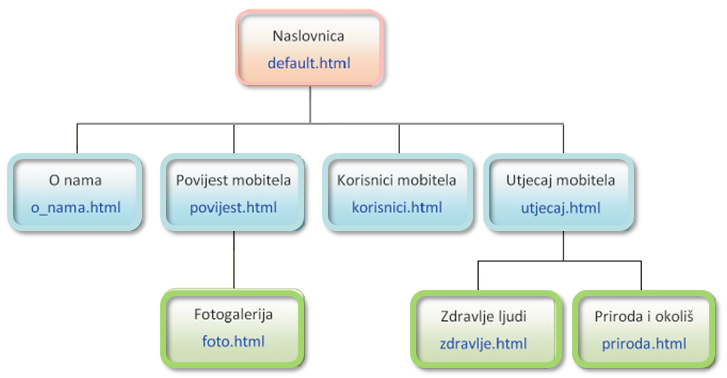 Naslovnica
default.html
O nama
o_nama.html
Povijest mobitela
povijest.html
Korisnici mobitela
korisnici.html
Utjecaj mobitela
utjecaj.html
Fotogalerija
foto.html
Zdravlje ljudi
zdravlje.html
Priroda i okoliš
priroda.html